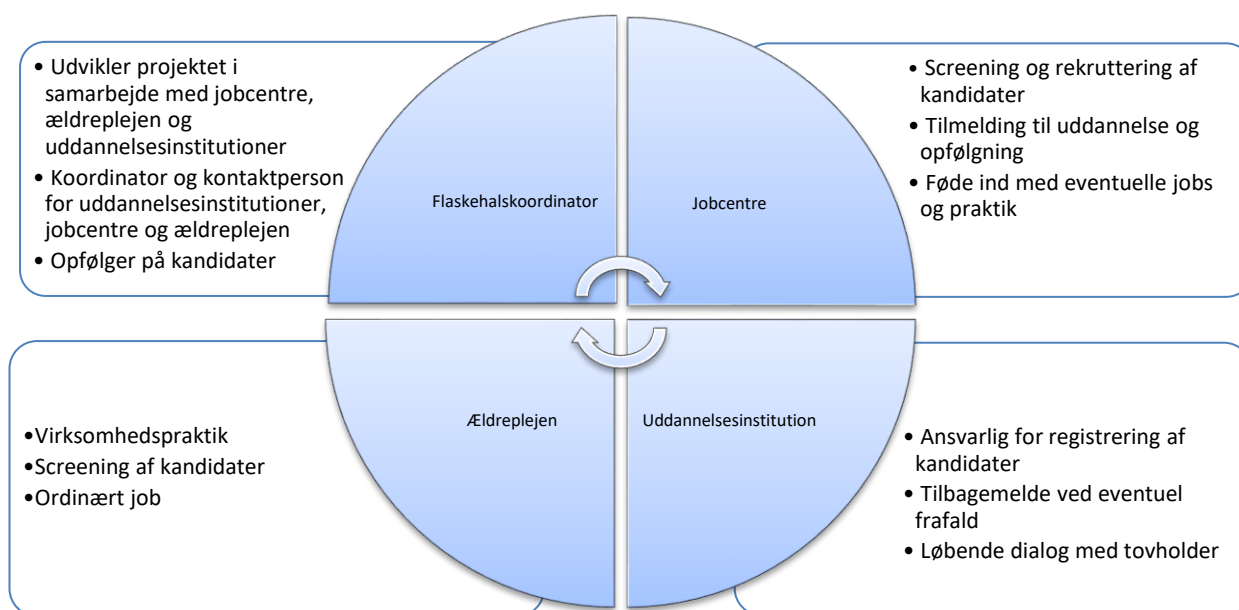 • Udvikler projektet i
samarbejde med jobcentre,
ældreplejen og
uddannelsesinstitutioner
• Koordinator og kontaktperson
for uddannelsesinstitutioner,
jobcentre og ældreplejen
• Opfølger på kandidater
Flaskehalskoordinator
Jobcentre
• Screening og rekruttering af
kandidater
• Tilmelding til uddannelse og
opfølgning
• Føde ind med eventuelle jobs
og praktik
•Virksomhedspraktik
•Screening af kandidater
•Ordinært job
Ældreplejen
Uddannelsesinstitution
• Ansvarlig for registrering af
kandidater
• Tilbagemelde ved eventuel
frafald
• Løbende dialog med tovholder